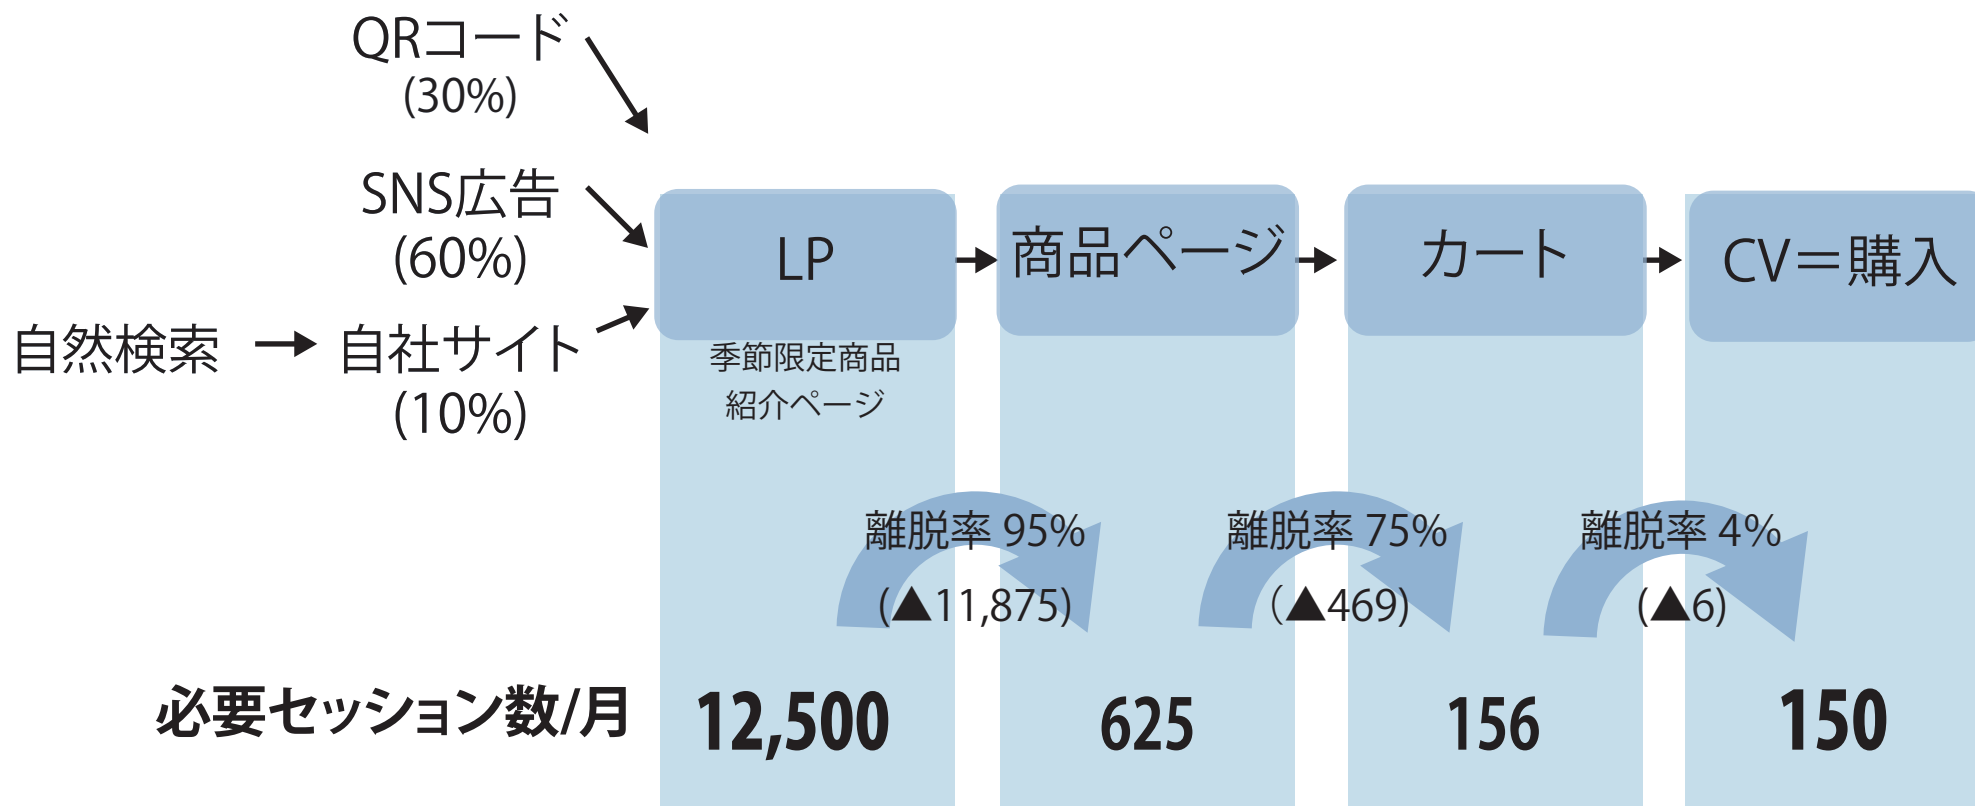 QRコード
(30%)
SNS広告
(60%)
自然検索
自社サイト
(10%)
LP
季節限定商品
紹介ページ
商品ページ
カート
CV＝購入
離脱率 95%
(▲11,875)
離脱率 75%
(▲469)
離脱率 4%
(▲6)
必要セッション数/月
12,500
625
156
150